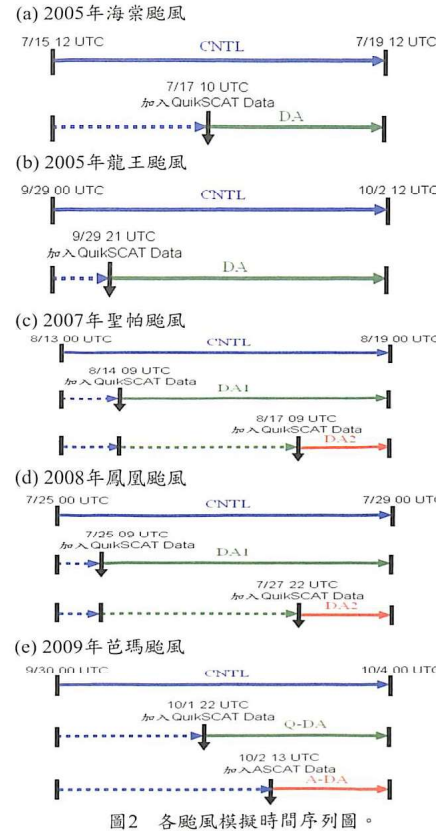 (a) 2005年海棠颱風
7/15 12 UTC CNTL 7/19 12 UTC
7/17 10 UTC
加入QuikSCAT Data
DA
(b) 2005年龍王颱風
9/29 00 UTC CNTL 10/2 12 UTC
9/29 21 UTC
加入QuikSCAT Data
DA
(c) 2007年聖帕颱風
8/13 00 UTC CNTL 8/19 00 UTC
8/14 09 UTC
加入QuikSCAT Data
DA1
8/17 09 UTC
加入QuikSCAT Data
DA2
(d) 2008年鳳凰颱風
7/25 00 UTC CNTL 7/29 00 UTC
7/25 09 UTC
加入QuikSCAT Data
DA1
7/27 22 UTC
加入QuikSCAT Data
DA2
(e) 2009年芭瑪颱風
9/30 00 UTC CNTL 10/4 00 UTC
10/1 22 UTC
加入QuikSCAT Data
Q-DA
10/2 13 UTC
加入ASCAT Data
A-DA
圖2 各颱風模擬時間序列圖。